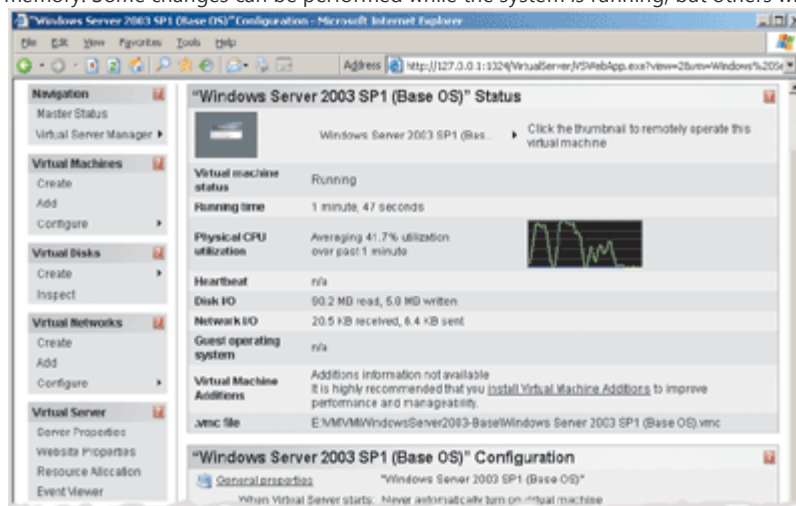 memory. Some changes can be performed while the system is running, but others w
"Windows Server 2003 SP1 (Base OS)" Configuration - Microsoft Internet Explorer
File Edit View Favorites Tools Help
Address http://127.0.0.1:1024/VirtualServer/VSWebApp.exe?view=2&vm=Windows%20Se
Navigation
Master Status
Virtual Server Manager
Virtual Machines
Create
Add
Configure
Virtual Disks
Create
Inspect
Virtual Networks
Create
Add
Configure
Virtual Server
Server Properties
Website Properties
Resource Allocation
Event Viewer
"Windows Server 2003 SP1 (Base OS)" Status
Windows Server 2003 SP1 (Bas...
Click the thumbnail to remotely operate this
virtual machine
Virtual machine
status
Running
Running time
1 minute, 47 seconds
Physical CPU
utilization
Averaging 41.7% utilization
over past 1 minute
Heartbeat
n/a
Disk I/O
90.2 MB read, 5.8 MB written
Network I/O
20.5 KB received, 6.4 KB sent
Guest operating
system
n/a
Virtual Machine
Additions
Additions information not available
It is highly recommended that you install Virtual Machine Additions to improve
performance and manageability.
.vmc file
E:\VM\VM\WindowsServer2003-Base\Windows Server 2003 SP1 (Base OS).vmc
"Windows Server 2003 SP1 (Base OS)" Configuration
General properties
"Windows Server 2003 SP1 (Base OS)"
When Virtual Server starts: Never automatically turn on virtual machine